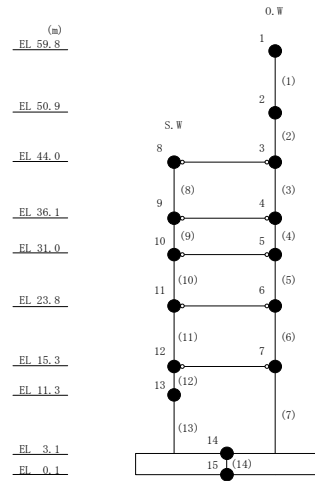 O.W
(m)
EL 59.8
1
(1)
EL 50.9
2
S.W
(2)
EL 44.0
8
3
(8)
(3)
EL 36.1
9
4
(9)
(4)
EL 31.0
10
5
(10)
(5)
EL 23.8
11
6
(11)
(6)
EL 15.3
12
7
(12)
EL 11.3
13
(13)
(7)
EL 3.1
14
EL 0.1
15
(14)